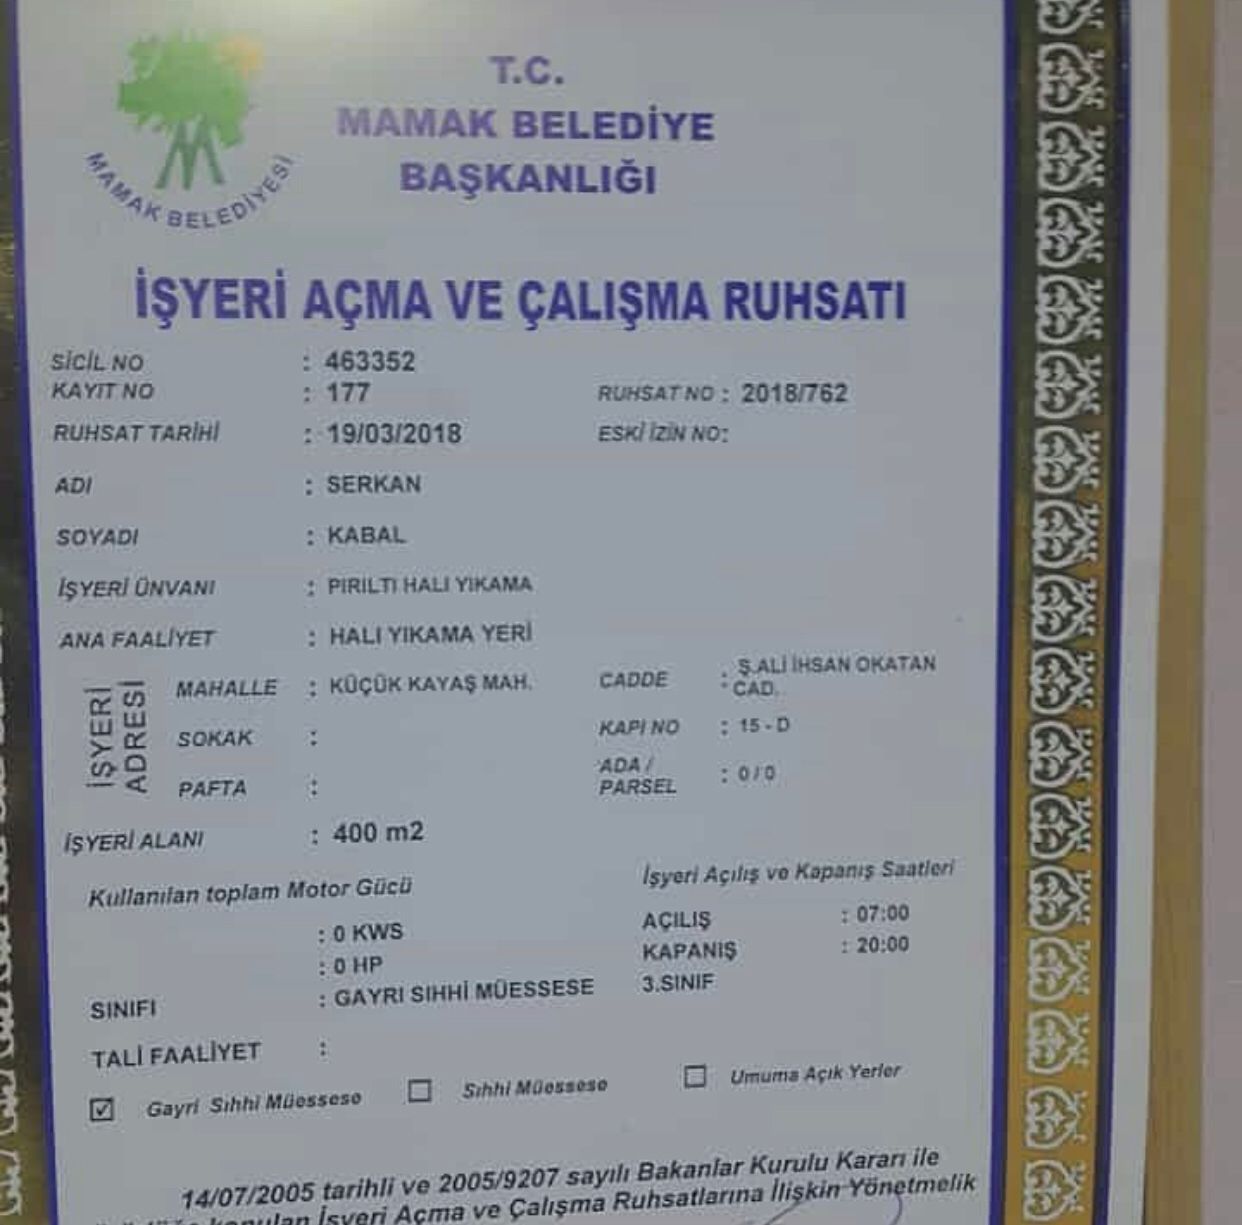 MAMAK BELEDİYESİ
T.C.
MAMAK BELEDİYE
BAŞKANLIĞI
İŞYERİ AÇMA VE ÇALIŞMA RUHSATI
SİCİL NO : 463352
KAYIT NO : 177 RUHSAT NO : 2018/762
RUHSAT TARİHİ : 19/03/2018 ESKİ İZİN NO:
ADI : SERKAN
SOYADI : KABAL
İŞYERİ ÜNVANI : PIRILTI HALI YIKAMA
ANA FAALİYET : HALI YIKAMA YERİ
İŞYERİ
ADRESİ
MAHALLE : KÜÇÜK KAYAŞ MAH. CADDE : Ş.ALİ İHSAN OKATAN
CAD.
SOKAK : KAPI NO : 15 - D
PAFTA : ADA /
PARSEL : 0 / 0
İŞYERİ ALANI : 400 m2
Kullanılan toplam Motor Gücü İşyeri Açılış ve Kapanış Saatleri
: 0 KWS AÇILIŞ : 07:00
: 0 HP KAPANIŞ : 20:00
SINIFI : GAYRI SIHHİ MÜESSESE 3.SINIF
TALİ FAALİYET :
Gayri Sıhhi Müessese Sıhhi Müessese Umuma Açık Yerler
14/07/2005 tarihli ve 2005/9207 sayılı Bakanlar Kurulu Kararı ile
konulan İşyeri Açma ve Çalışma Ruhsatlarına İlişkin Yönetmelik